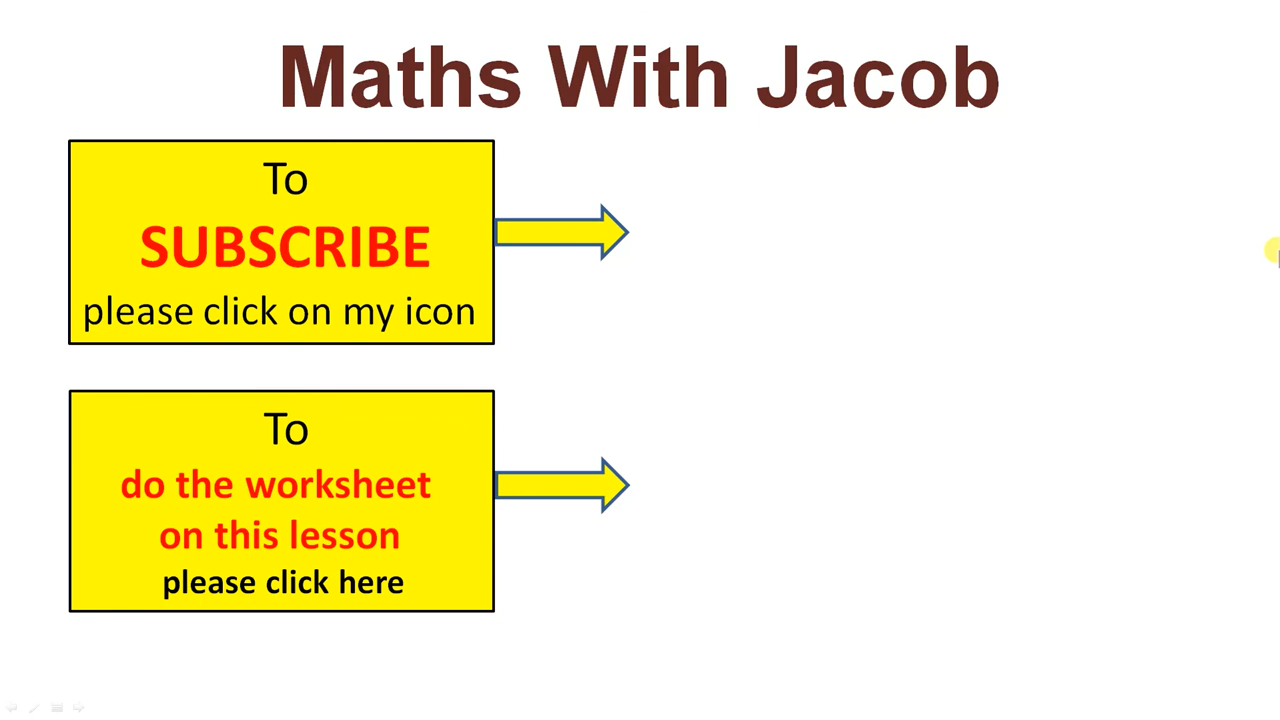 Maths With Jacob
To
SUBSCRIBE
please click on my icon
To
do the worksheet
on this lesson
please click here